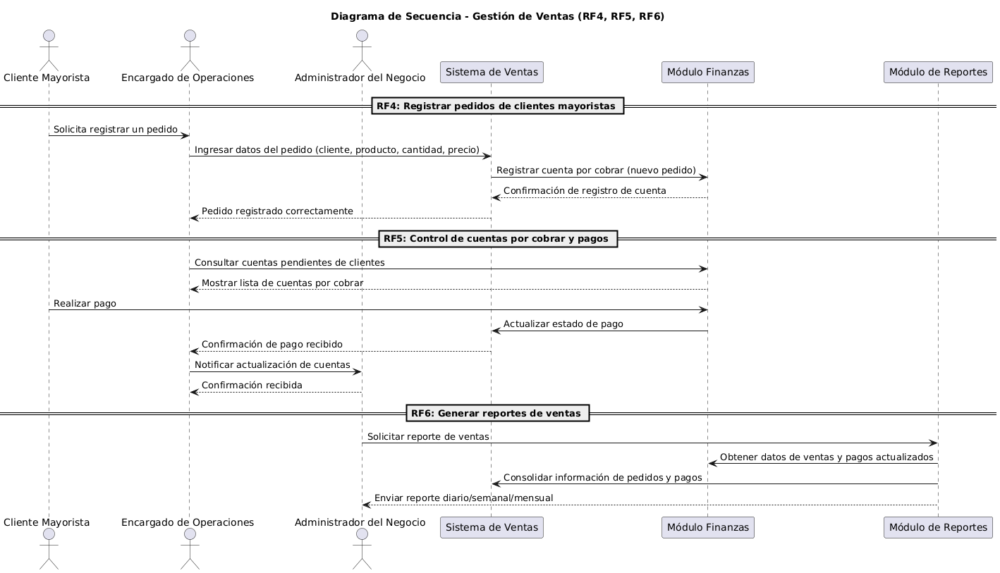 Diagrama de Secuencia - Gestión de Ventas (RF4, RF5, RF6)
Cliente Mayorista
Encargado de Operaciones
Administrador del Negocio
Sistema de Ventas
Módulo Finanzas
Módulo de Reportes
RF4: Registrar pedidos de clientes mayoristas
Solicita registrar un pedido
Ingresar datos del pedido (cliente, producto, cantidad, precio)
Registrar cuenta por cobrar (nuevo pedido)
Confirmación de registro de cuenta
Pedido registrado correctamente
RF5: Control de cuentas por cobrar y pagos
Consultar cuentas pendientes de clientes
Mostrar lista de cuentas por cobrar
Realizar pago
Actualizar estado de pago
Confirmación de pago recibido
Notificar actualización de cuentas
Confirmación recibida
RF6: Generar reportes de ventas
Solicitar reporte de ventas
Obtener datos de ventas y pagos actualizados
Consolidar información de pedidos y pagos
Enviar reporte diario/semanal/mensual
Cliente Mayorista
Encargado de Operaciones
Administrador del Negocio
Sistema de Ventas
Módulo Finanzas
Módulo de Reportes